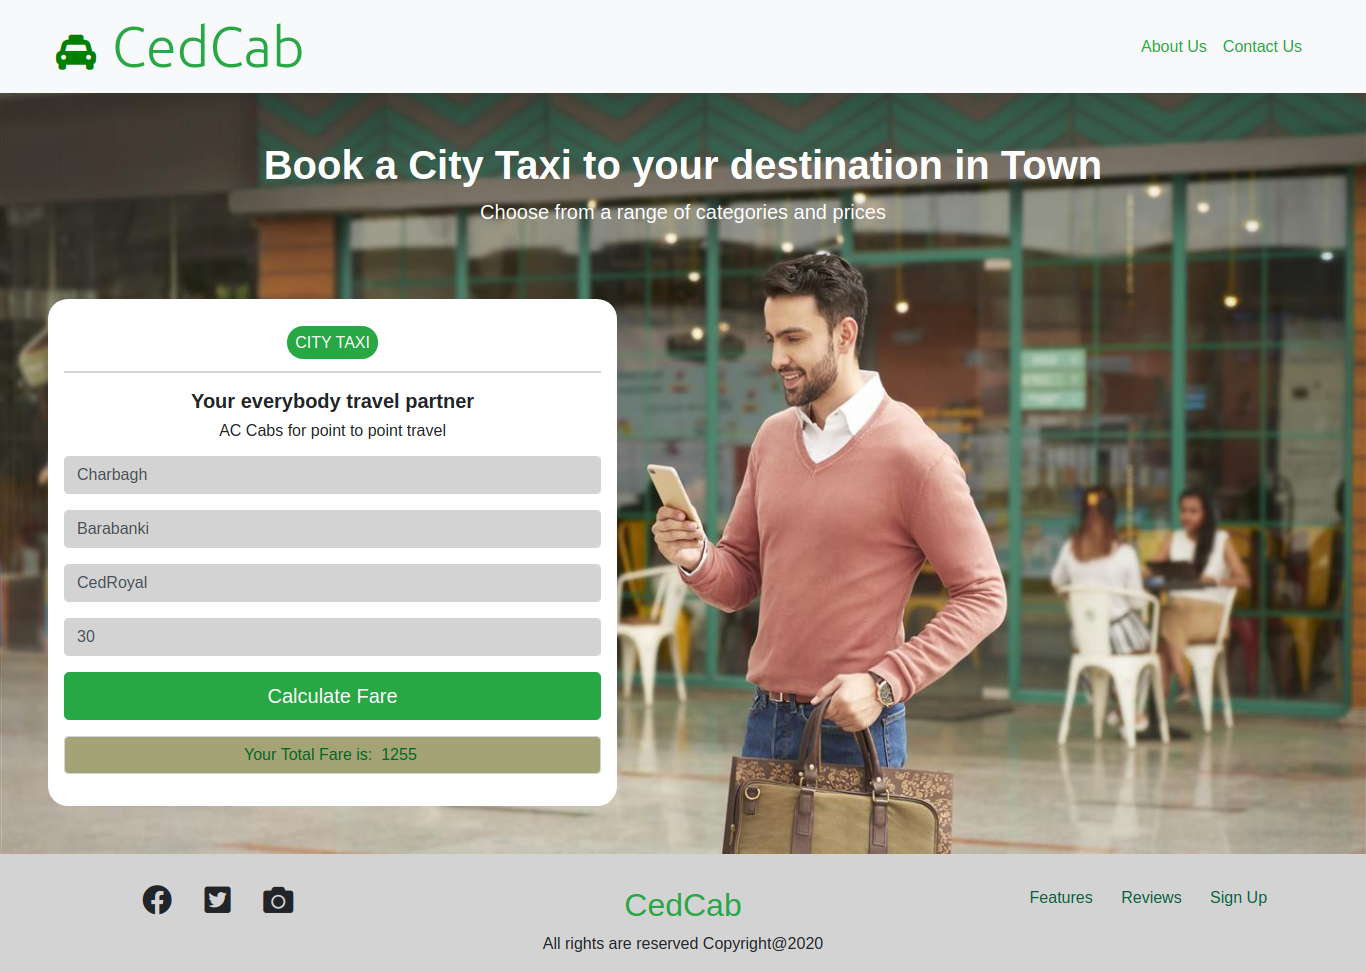 CedCab
About Us Contact Us
Book a City Taxi to your destination in Town
Choose from a range of categories and prices
CITY TAXI
Your everybody travel partner
AC Cabs for point to point travel
Charbagh
Barabanki
CedRoyal
30
Calculate Fare
Your Total Fare is: 1255
CedCab
Features Reviews Sign Up
All rights are reserved Copyright@2020